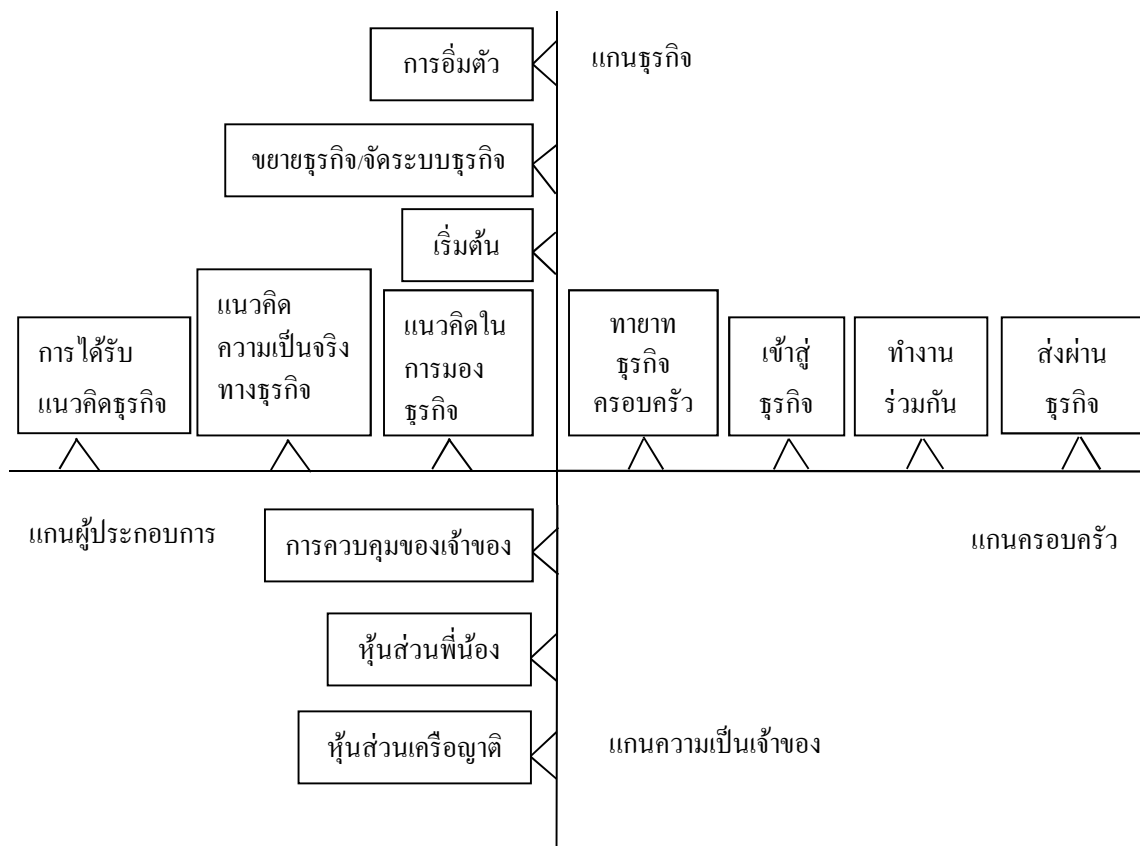 การอิ่มตัว
แกนธุรกิจ
ขยายธุรกิจ/จัดระบบธุรกิจ
เริ่มต้น
การได้รับ
แนวคิดธุรกิจ
แนวคิด
ความเป็นจริง
ทางธุรกิจ
แนวคิดใน
การมอง
ธุรกิจ
ทายาท
ธุรกิจ
ครอบครัว
เข้าสู่
ธุรกิจ
ทำงาน
ร่วมกัน
ส่งผ่าน
ธุรกิจ
แกนผู้ประกอบการ
การควบคุมของเจ้าของ
แกนครอบครัว
หุ้นส่วนพี่น้อง
หุ้นส่วนเครือญาติ
แกนความเป็นเจ้าของ